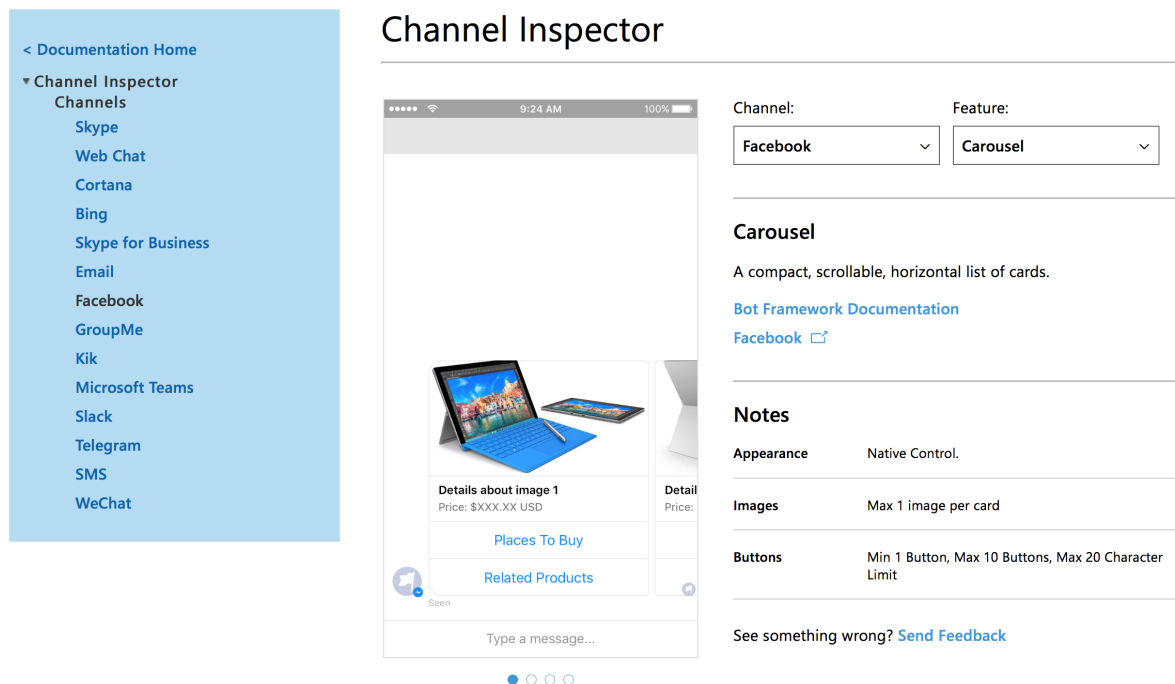 Channel Inspector
< Documentation Home
Channel Inspector
Channels
Skype
Web Chat
Cortana
Bing
Skype for Business
Email
Facebook
GroupMe
Kik
Microsoft Teams
Slack
Telegram
SMS
WeChat
9:24 AM
100%
Details about image 1
Price: $XXX.XX USD
Places To Buy
Related Products
Detail
Price:
Seen
Type a message...
Channel:
Feature:
Facebook
Carousel
Carousel
A compact, scrollable, horizontal list of cards.
Bot Framework Documentation
Facebook
Notes
Appearance Native Control.
Images Max 1 image per card
Buttons Min 1 Button, Max 10 Buttons, Max 20 Character
Limit
See something wrong? Send Feedback